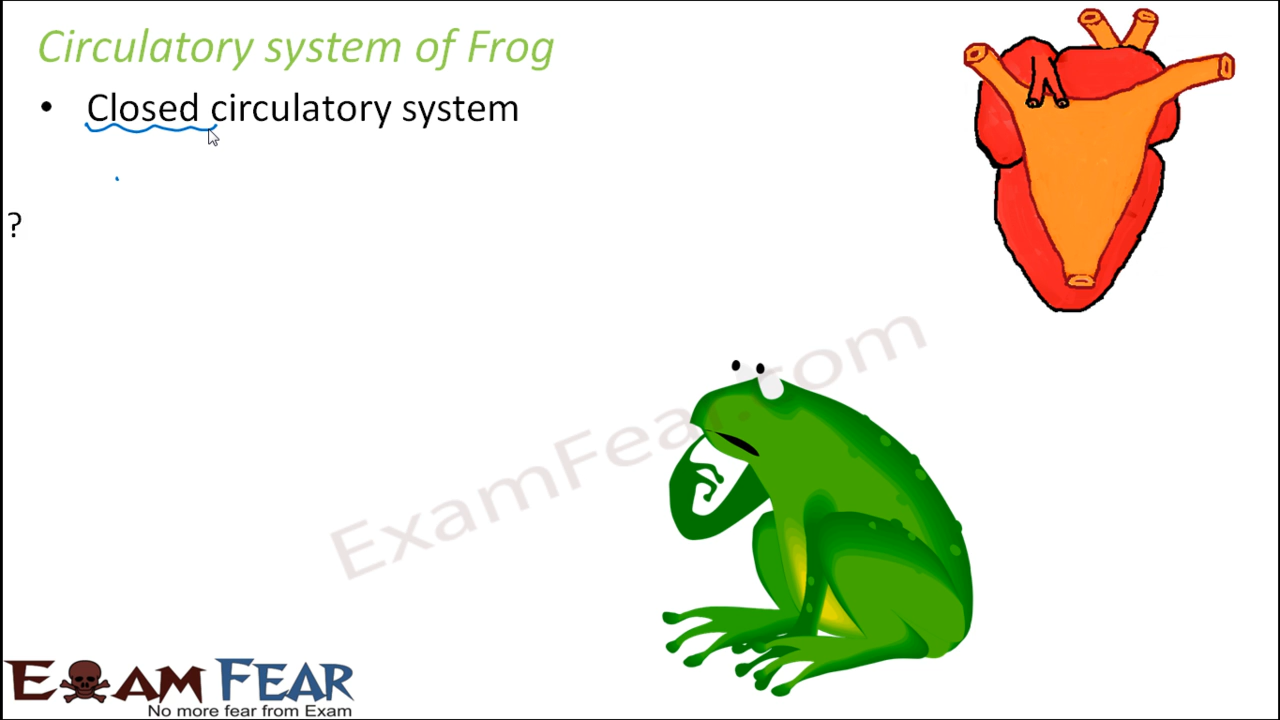 Circulatory system of Frog
• Closed circulatory system
?
ExamFear.com
EXAM FEAR
No more fear from Exam